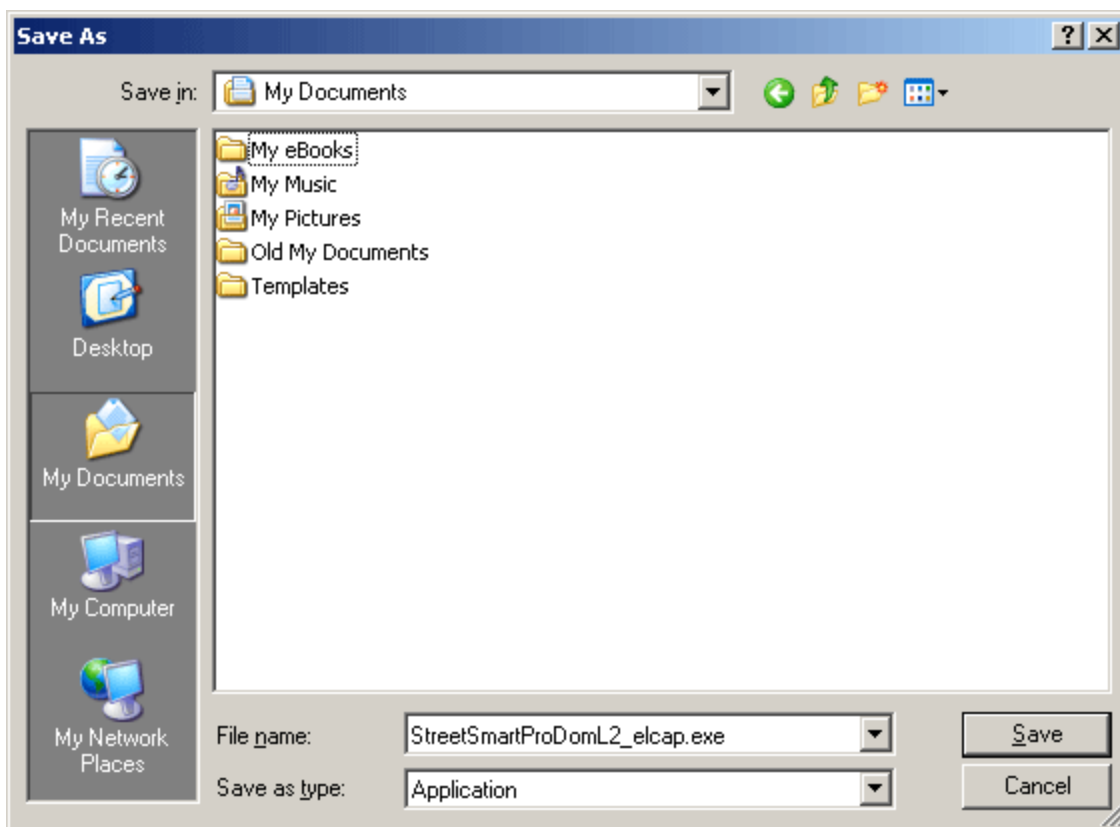 Save As
Save in: My Documents
My Recent
Documents
Desktop
My Documents
My Computer
My Network
Places
My eBooks
My Music
My Pictures
Old My Documents
Templates
File name: StreetSmartProDomL2_elcap.exe Save
Save as type: Application Cancel